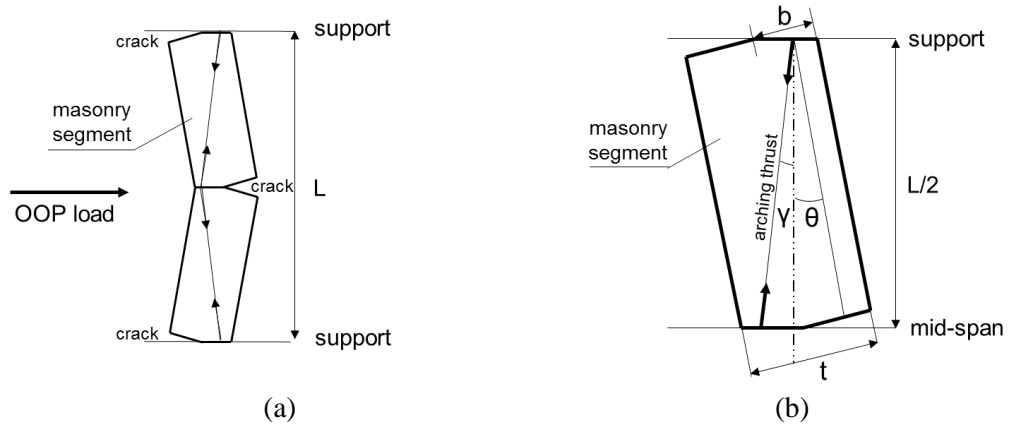 support
crack
masonry
segment
crack
L
OOP load
crack
support
(a)
b
support
masonry
segment
arching thrust
γ
θ
L/2
mid-span
t
(b)